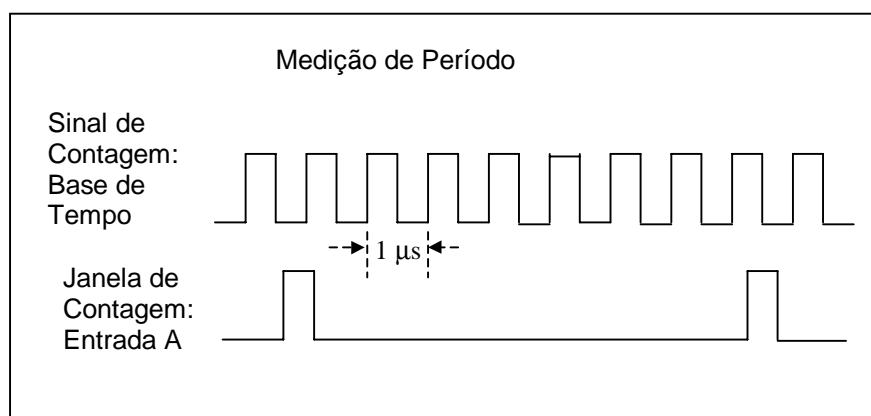 Medição de Período
Sinal de
Contagem:
Base de
Tempo
1 μs
Janela de
Contagem:
Entrada A